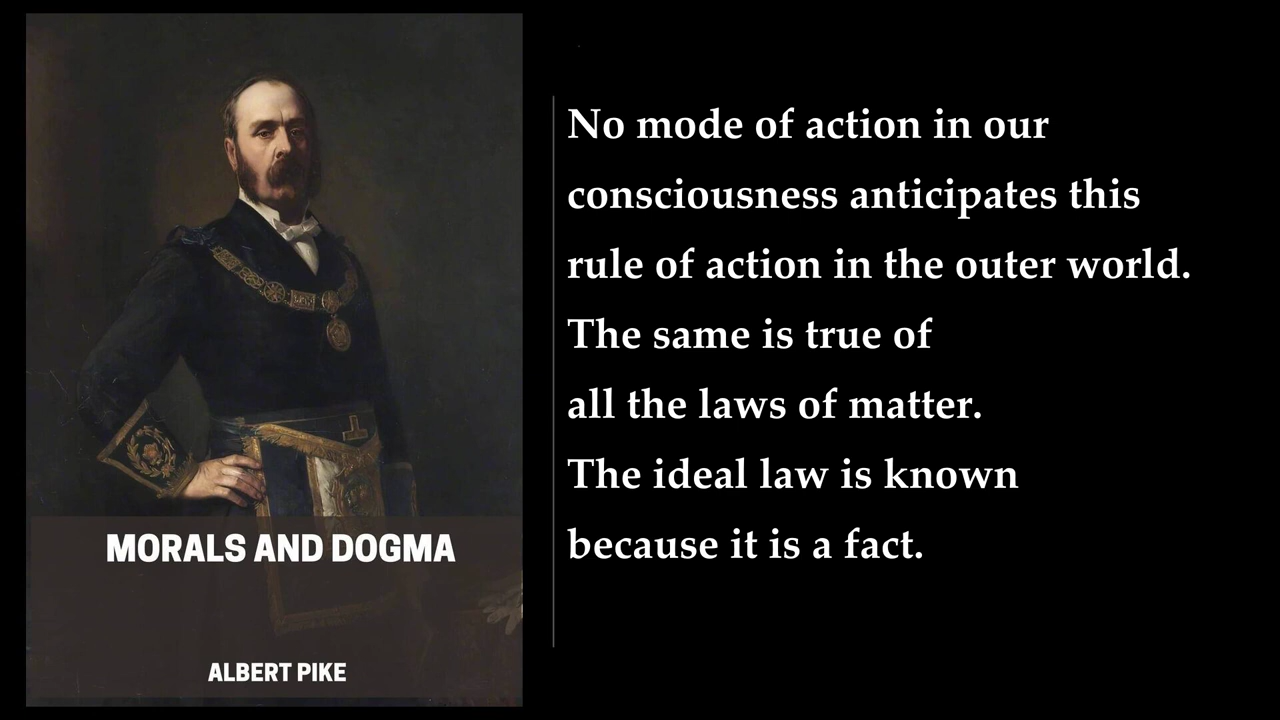 MORALS AND DOGMA
ALBERT PIKE
No mode of action in our
consciousness anticipates this
rule of action in the outer world.
The same is true of
all the laws of matter.
The ideal law is known
because it is a fact.